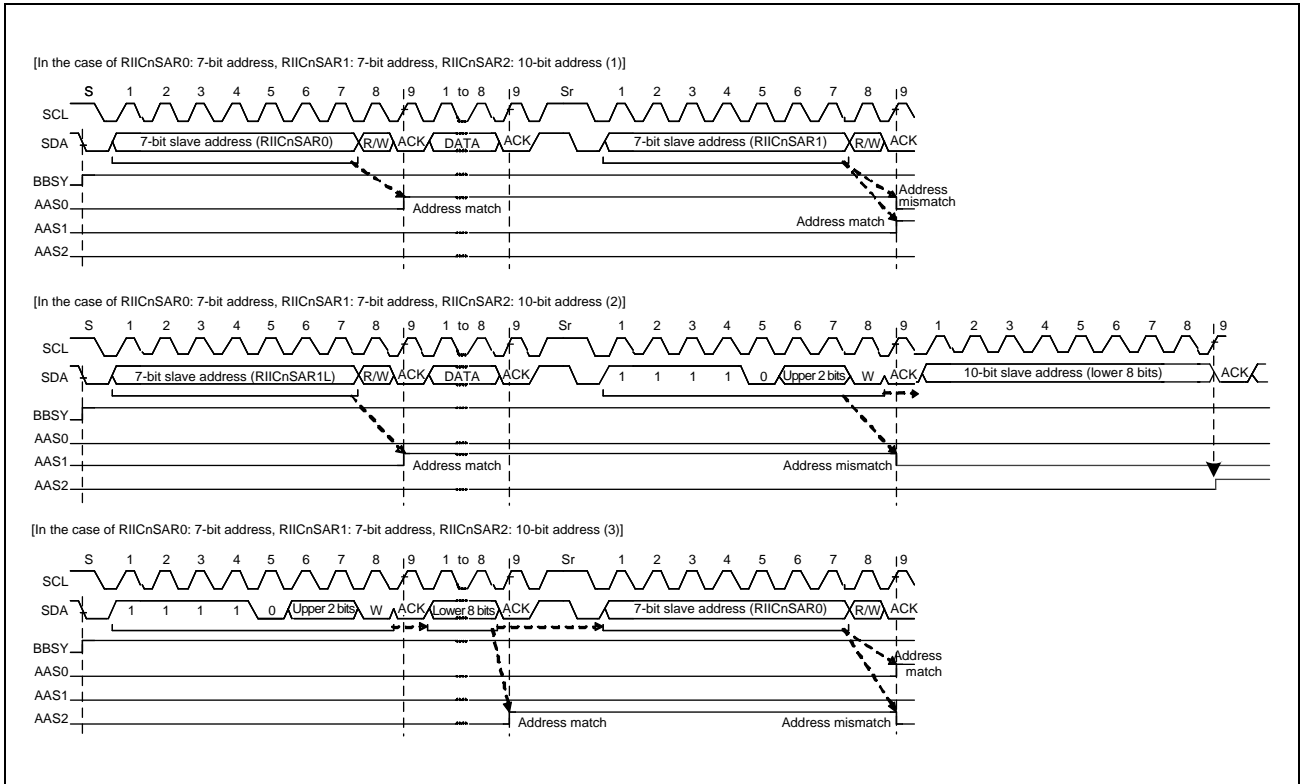 [In the case of RIICnSAR0: 7-bit address, RIICnSAR1: 7-bit address, RIICnSAR2: 10-bit address (1)]
S 1 2 3 4 5 6 7 8 9 1 to 8 9 Sr 1 2 3 4 5 6 7 8 9
SCL
SDA 7-bit slave address (RIICnSAR0) R/W ACK DATA ACK 7-bit slave address (RIICnSAR1) R/W ACK
BBSY
Address
mismatch
AAS0
Address match
AAS1
Address match
AAS2
[In the case of RIICnSAR0: 7-bit address, RIICnSAR1: 7-bit address, RIICnSAR2: 10-bit address (2)]
S 1 2 3 4 5 6 7 8 9 1 to 8 9 Sr 1 2 3 4 5 6 7 8 9 1 2 3 4 5 6 7 8 9
SCL
SDA 7-bit slave address (RIICnSAR1L) R/W ACK DATA ACK 1 1 1 1 0 Upper 2 bits W ACK 10-bit slave address (lower 8 bits) ACK
BBSY
AAS0
AAS1
Address match Address mismatch
AAS2
[In the case of RIICnSAR0: 7-bit address, RIICnSAR1: 7-bit address, RIICnSAR2: 10-bit address (3)]
S 1 2 3 4 5 6 7 8 9 1 to 8 9 Sr 1 2 3 4 5 6 7 8 9
SCL
SDA 1 1 1 1 0 Upper 2 bits W ACK Lower 8 bits ACK 7-bit slave address (RIICnSAR0) R/W ACK
BBSY
Address
match
AAS0
AAS1
AAS2
Address match Address mismatch